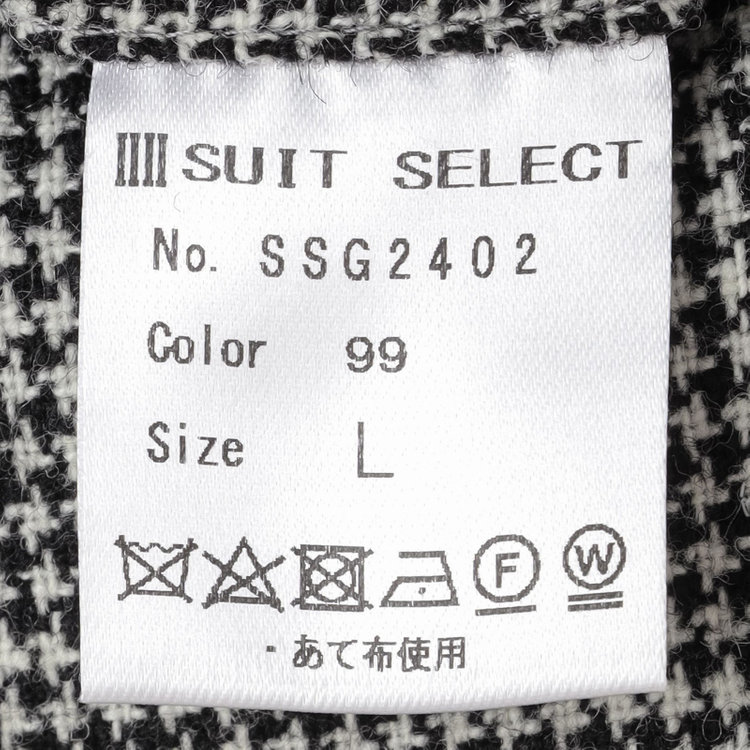 SUIT SELECT
No. SSG2402
Color 99
Size L
F W
・あて布使用